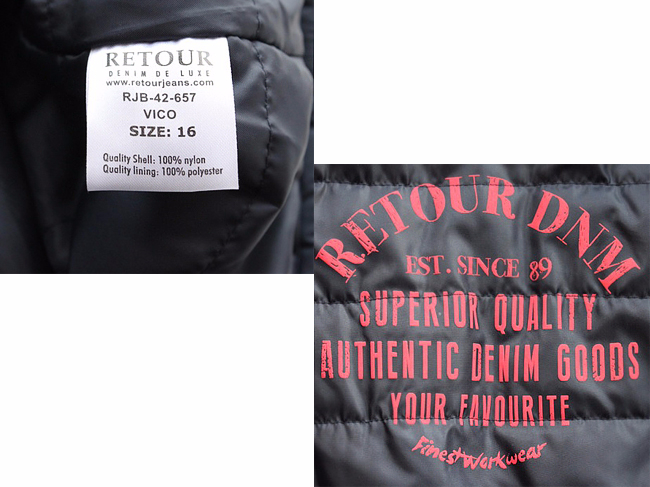 RETOUR
DENIM DE LUXE
www.retourjeans.com
RJB-42-657
VICO
SIZE: 16
Quality Shell: 100% nylon
Quality lining: 100% polyester
RETOUR DNM
EST. SINCE 89
SUPERIOR QUALITY
AUTHENTIC DENIM GOODS
YOUR FAVOURITE
Finest Workwear